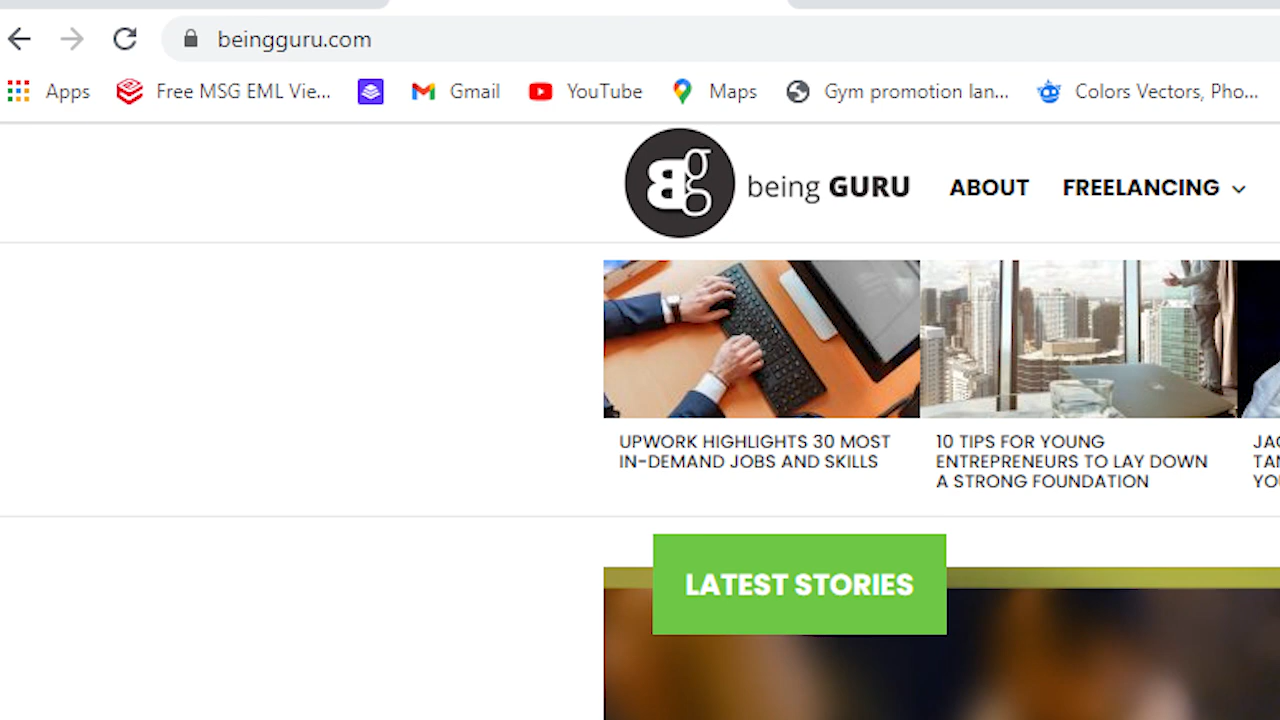 beingguru.com
Apps Free MSG EML Vie... Gmail YouTube Maps Gym promotion lan... Colors Vectors, Pho...
Bg being GURU ABOUT FREELANCING
UPWORK HIGHLIGHTS 30 MOST
IN-DEMAND JOBS AND SKILLS
10 TIPS FOR YOUNG
ENTREPRENEURS TO LAY DOWN
A STRONG FOUNDATION
LATEST STORIES